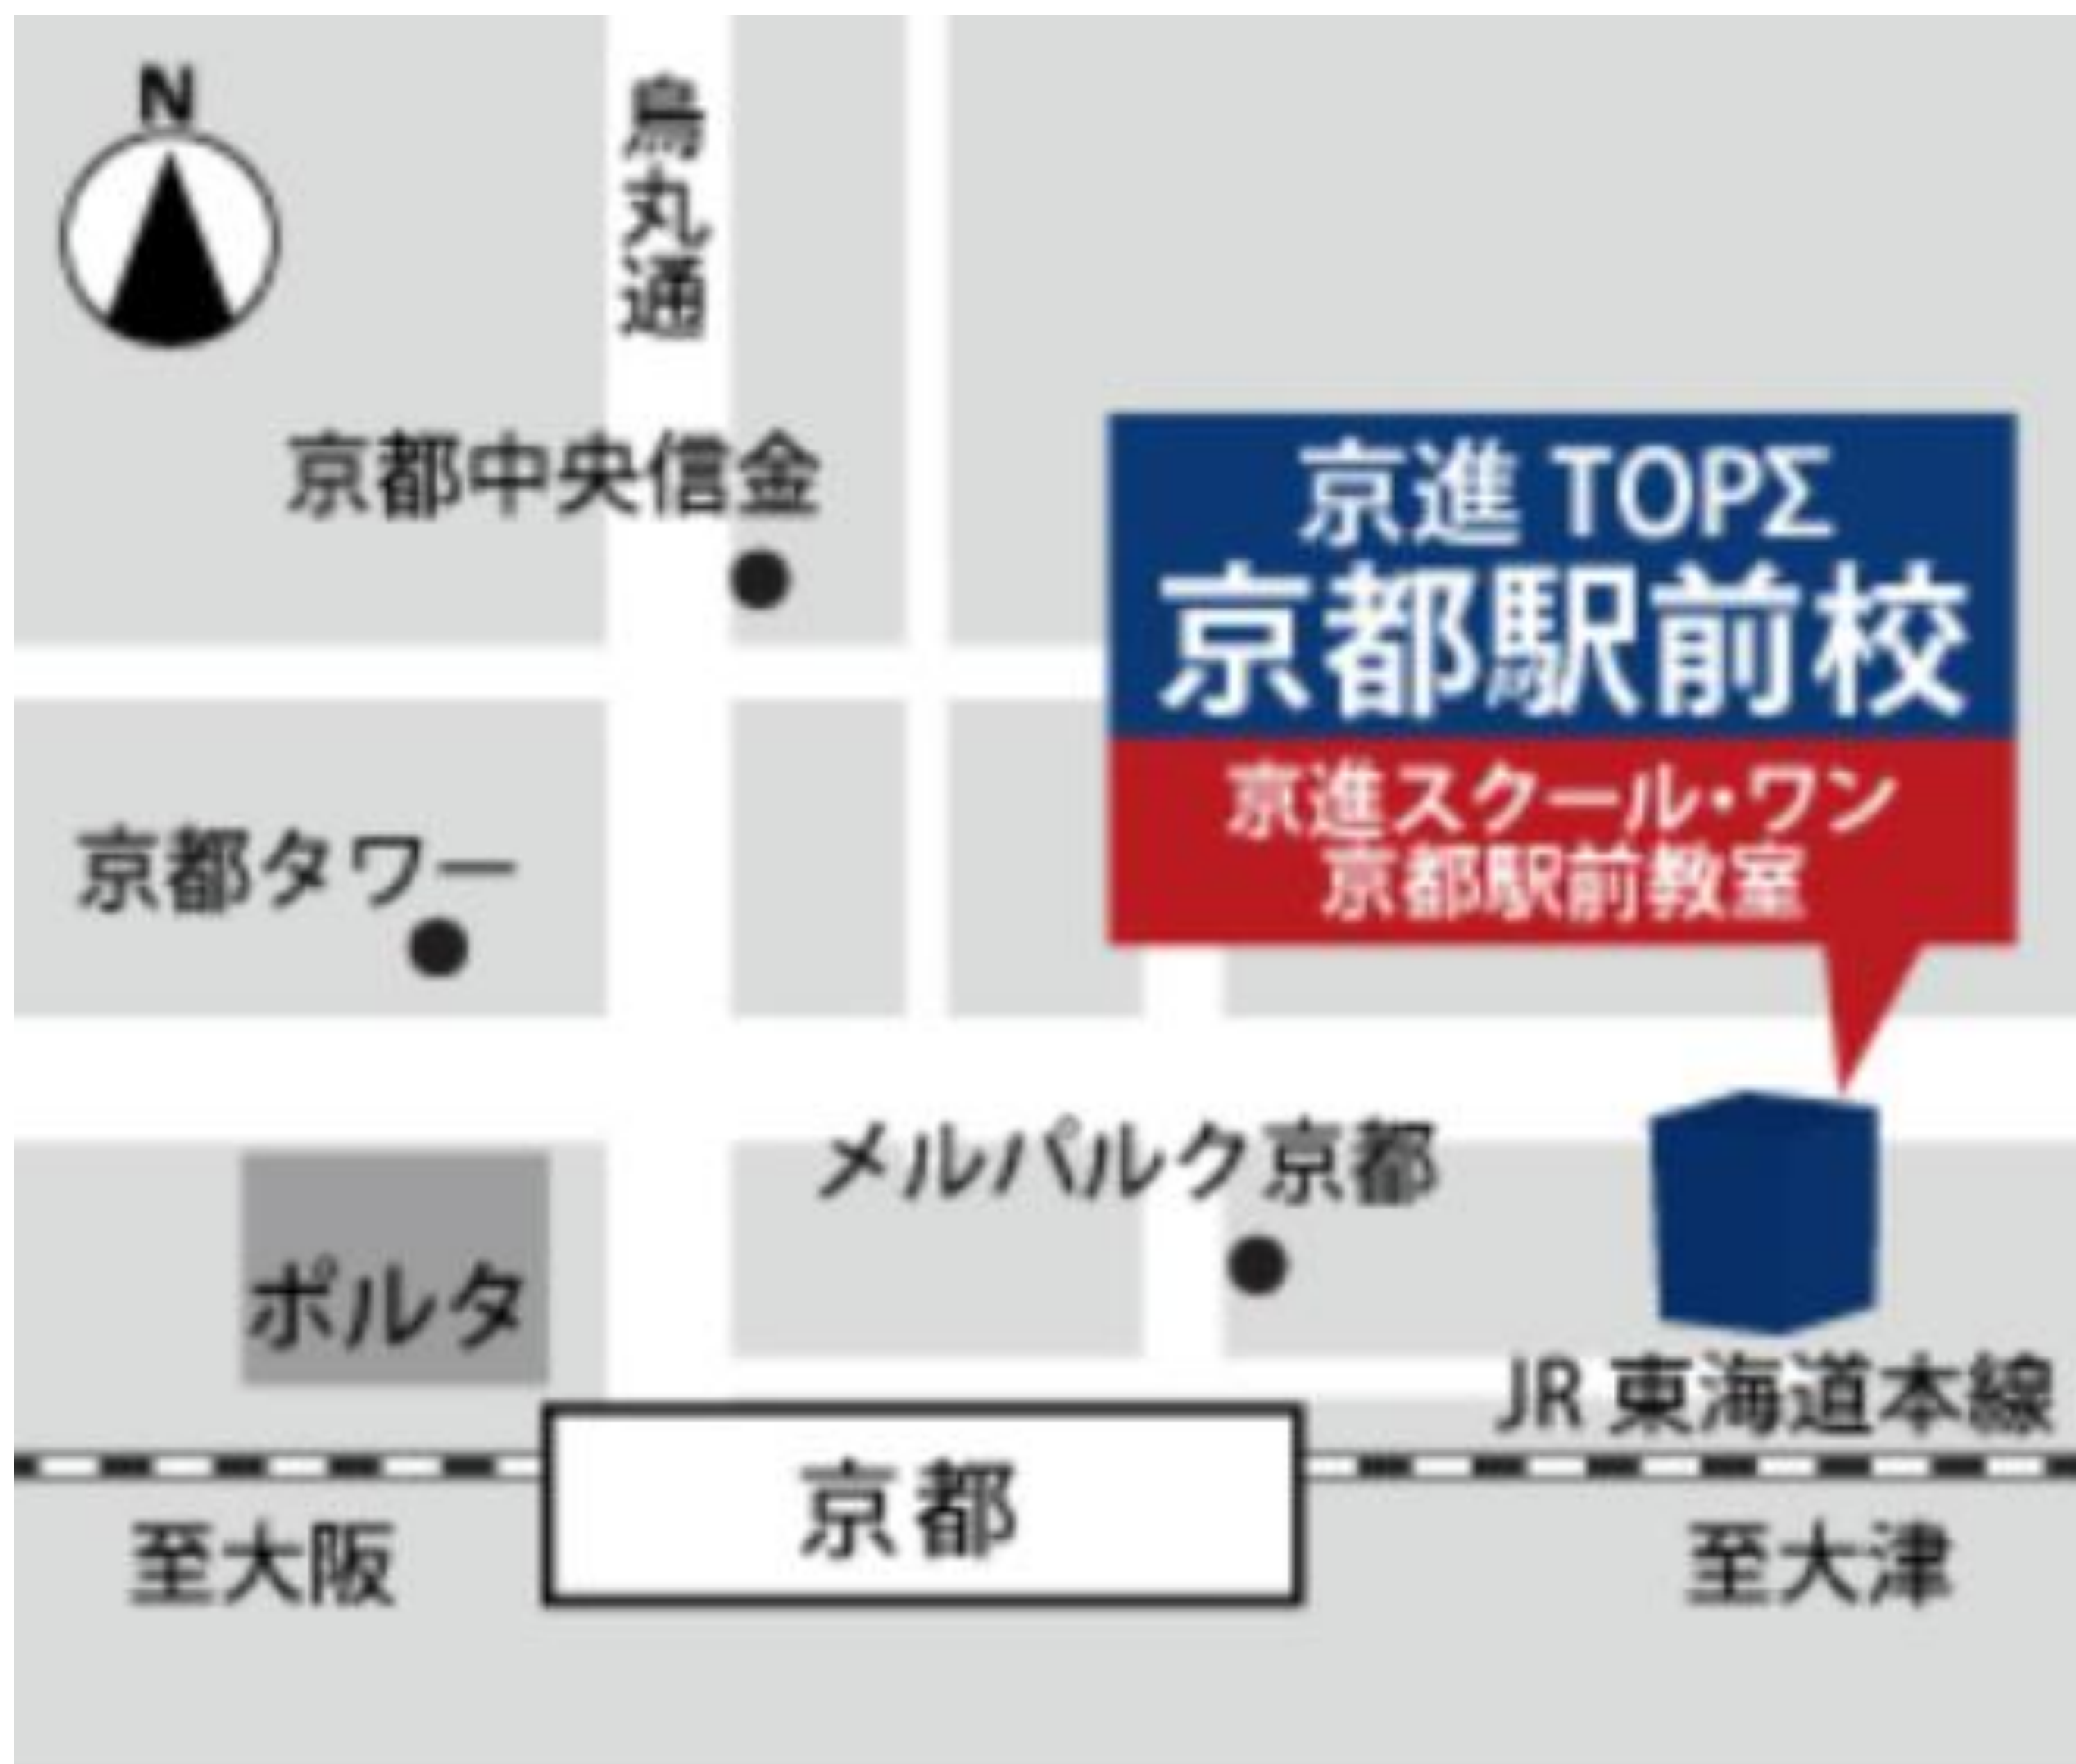 N
烏丸通
京都中央信金
京進 TOPΣ
京都駅前校
京進スクール・ワン
京都駅前教室
京都タワー
メルパルク京都
ポルタ
JR 東海道本線
京都
至大阪
至大津